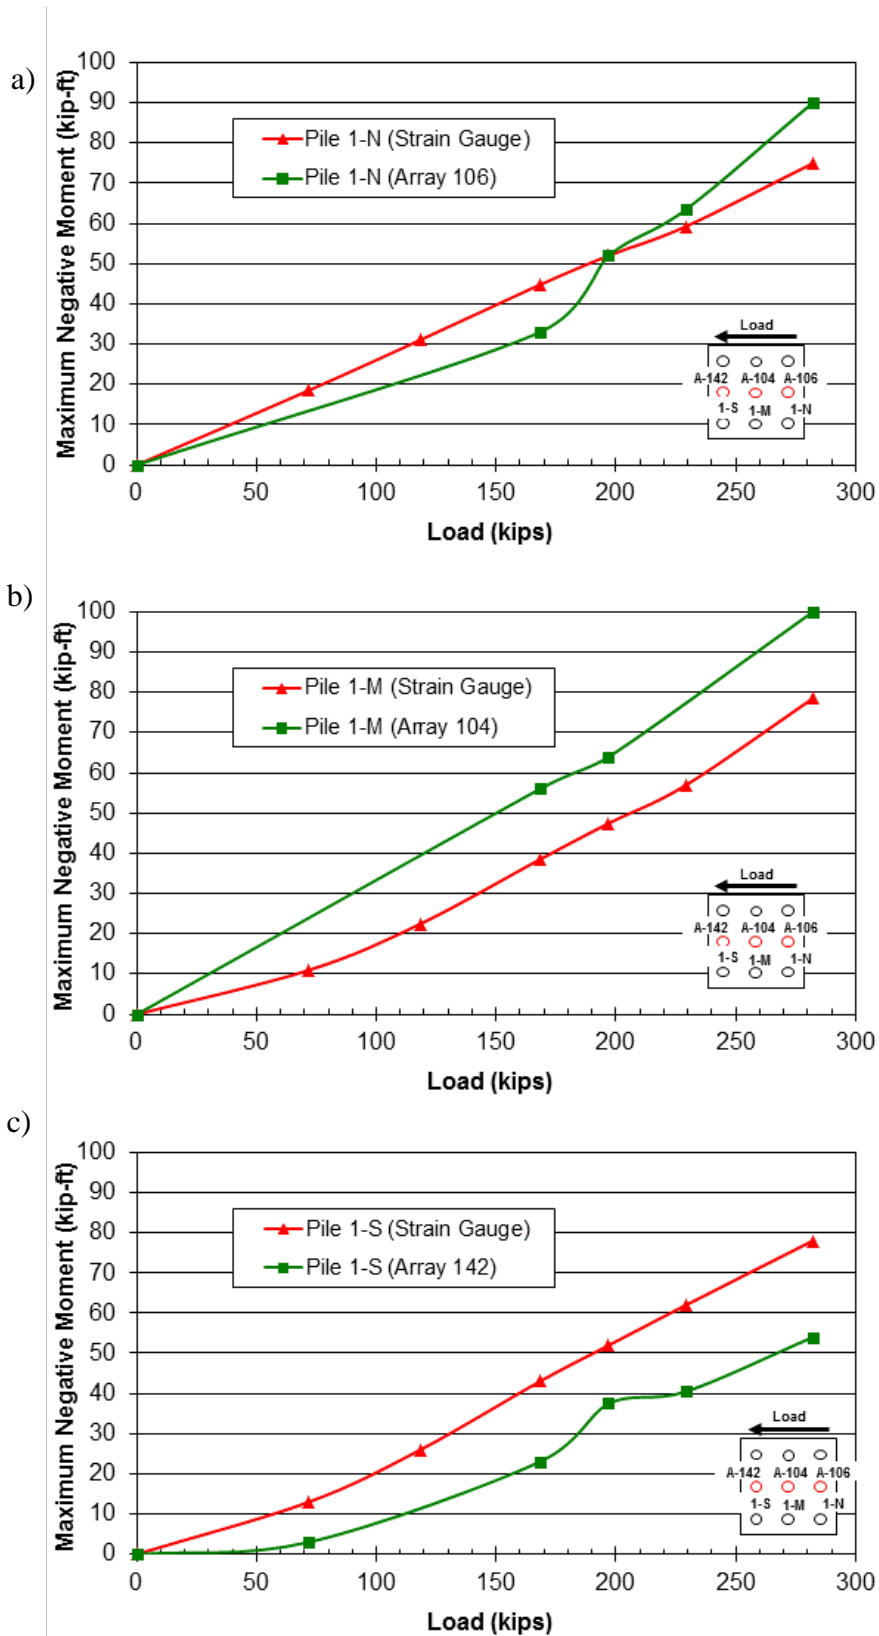 a)
Maximum Negative Moment (kip-ft)
100
90
80
70
60
50
40
30
20
10
0
Pile 1-N (Strain Gauge)
Pile 1-N (Array 106)
Load
A-142 A-104 A-106
1-S 1-M 1-N
0 50 100 150 200 250 300
Load (kips)
b)
Maximum Negative Moment (kip-ft)
100
90
80
70
60
50
40
30
20
10
0
Pile 1-M (Strain Gauge)
Pile 1-M (Array 104)
Load
A-142 A-104 A-106
1-S 1-M 1-N
0 50 100 150 200 250 300
Load (kips)
c)
Maximum Negative Moment (kip-ft)
100
90
80
70
60
50
40
30
20
10
0
Pile 1-S (Strain Gauge)
Pile 1-S (Array 142)
Load
A-142 A-104 A-106
1-S 1-M 1-N
0 50 100 150 200 250 300
Load (kips)